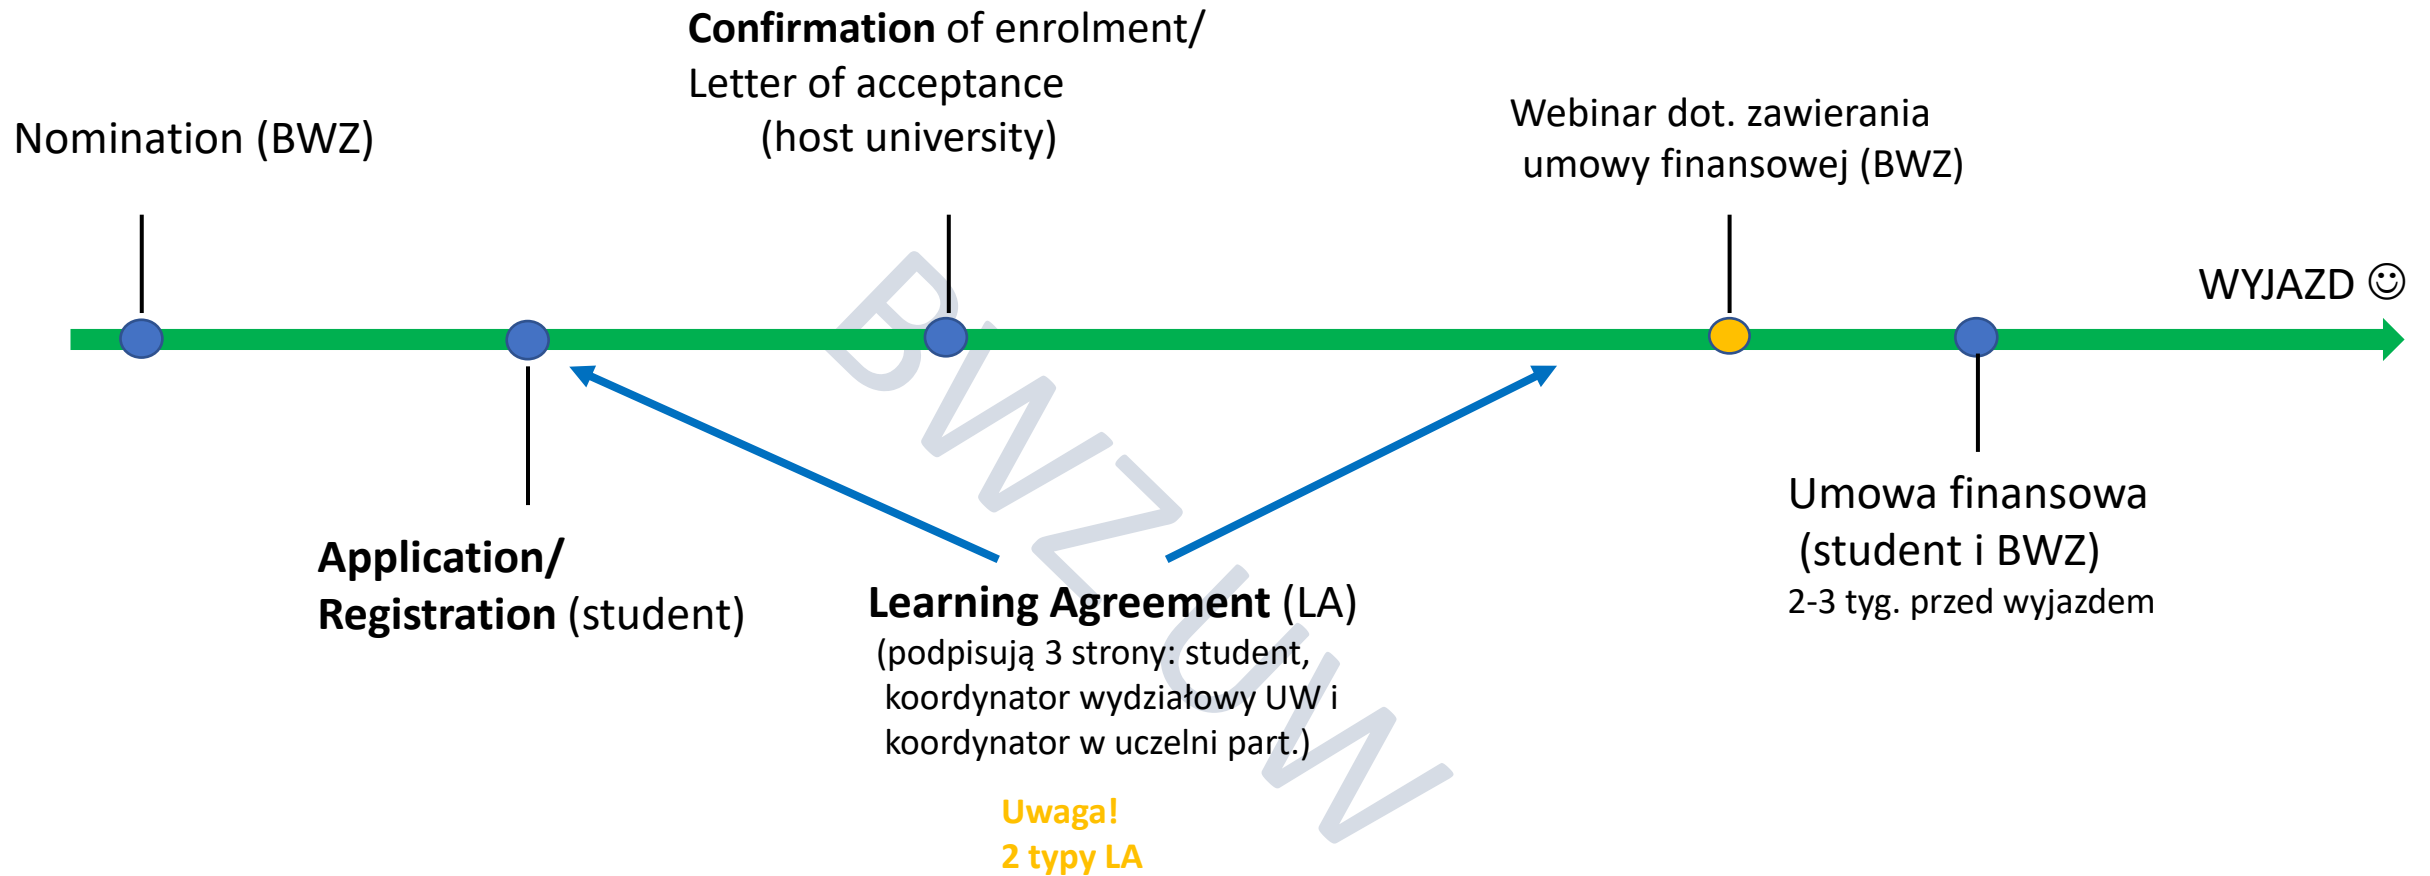 Confirmation of enrolment/
Letter of acceptance
(host university)
Nomination (BWZ)
Webinar dot. zawierania
umowy finansowej (BWZ)
WYJAZD ☺
Application/
Registration (student)
Learning Agreement (LA)
(podpisują 3 strony: student,
koordynator wydziałowy UW i
koordynator w uczelni part.)
Uwaga!
2 typy LA
Umowa finansowa
(student i BWZ)
2-3 tyg. przed wyjazdem
BWZ UW